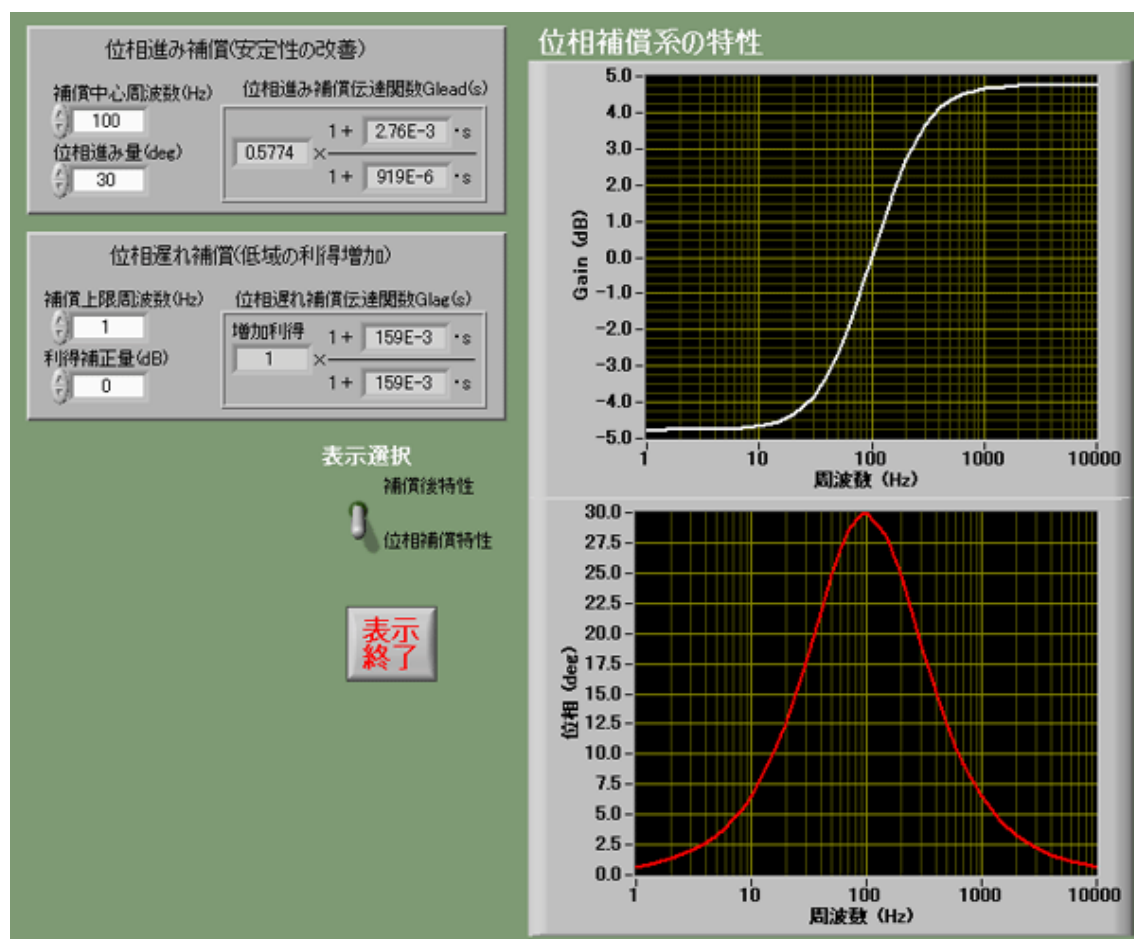 位相進み補償(安定性の改善)
補償中心周波数(Hz)
100
位相進み量(deg)
30
位相進み補償伝達関数Glead(s)
0.5774 ×
1 + 2.76E-3 ・s
1 + 919E-6 ・s
位相遅れ補償(低域の利得増加)
補償上限周波数(Hz)
1
利得補正量(dB)
0
位相遅れ補償伝達関数Glag(s)
増加利得
1 ×
1 + 159E-3 ・s
1 + 159E-3 ・s
表示選択
補償後特性
位相補償特性
表示
終了
位相補償系の特性
5.0
4.0
3.0
2.0
1.0
0.0
-1.0
-2.0
-3.0
-4.0
-5.0
Gain (dB)
1 10 100 1000 10000
周波数 (Hz)
30.0
27.5
25.0
22.5
20.0
17.5
15.0
12.5
10.0
7.5
5.0
2.5
0.0
位相 (deg)
1 10 100 1000 10000
周波数 (Hz)